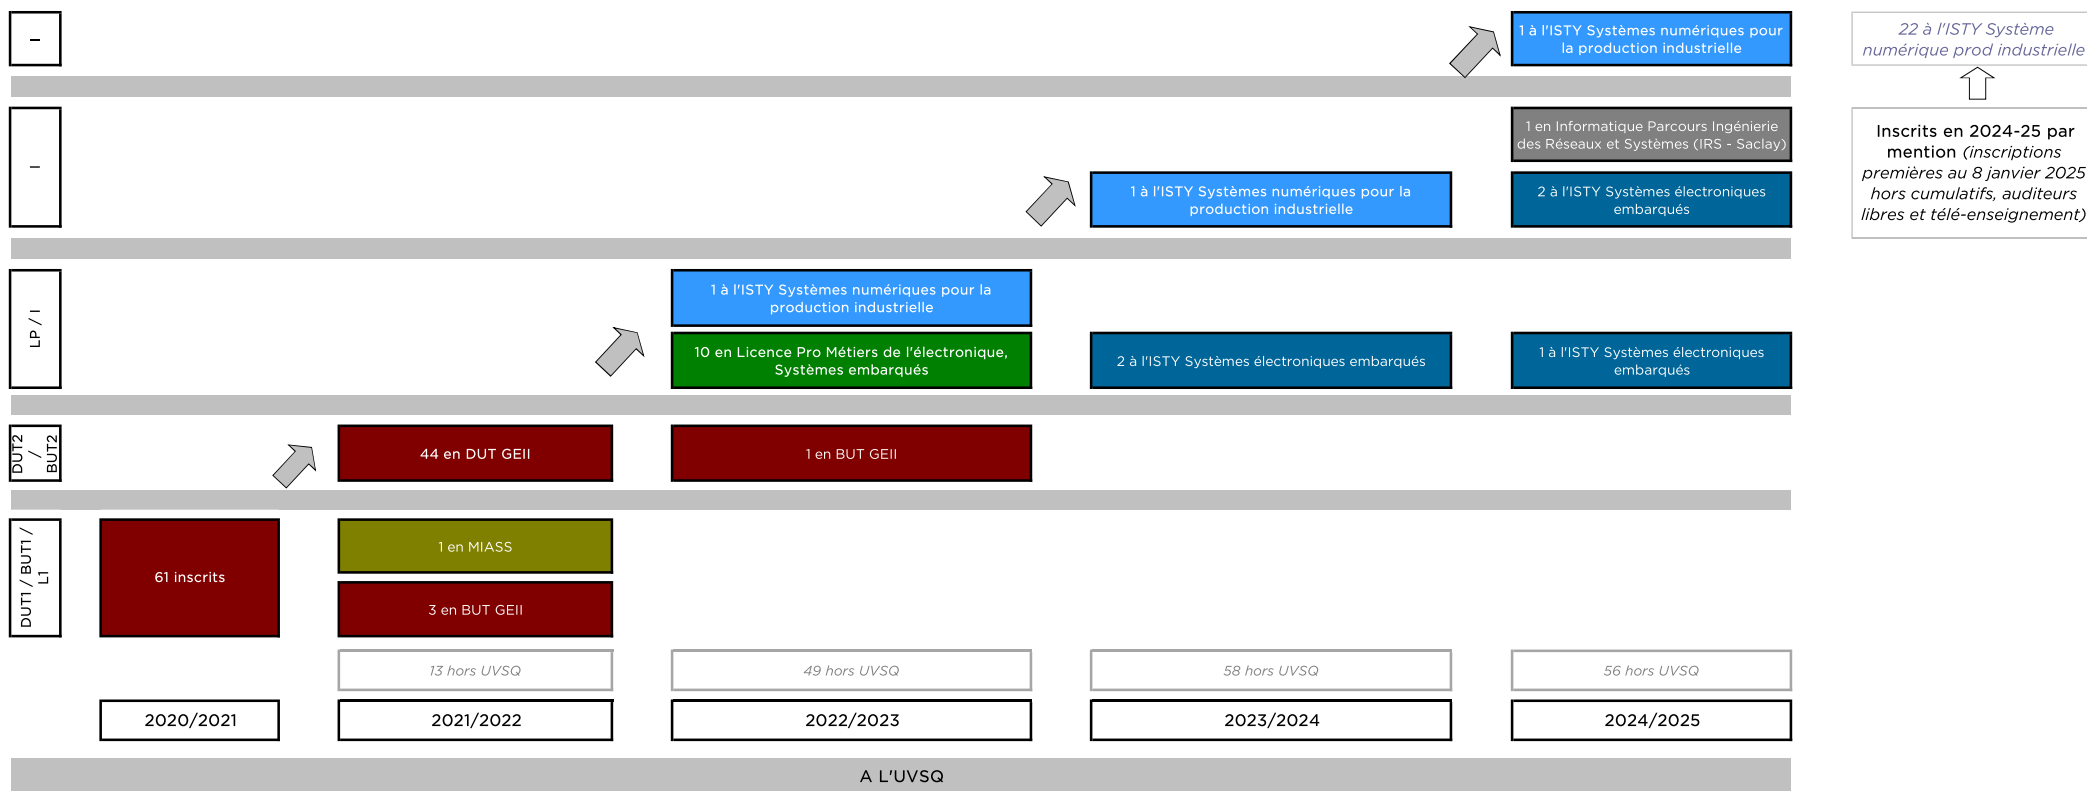 –
1 à l'ISTY Systèmes numériques pour
la production industrielle
22 à l'ISTY Système
numérique prod industrielle
–
1 en Informatique Parcours Ingénierie
des Réseaux et Systèmes (IRS - Saclay)
1 à l'ISTY Systèmes numériques pour la
production industrielle
2 à l'ISTY Systèmes électroniques
embarqués
Inscrits en 2024-25 par
mention (inscriptions
premières au 8 janvier 2025
hors cumulatifs, auditeurs
libres et télé-enseignement)
LP / I
1 à l'ISTY Systèmes numériques pour la
production industrielle
10 en Licence Pro Métiers de l'électronique,
Systèmes embarqués
2 à l'ISTY Systèmes électroniques embarqués
1 à l'ISTY Systèmes électroniques
embarqués
DUT2
/
BUT2
44 en DUT GEII
1 en BUT GEII
DUT1 / BUT1 /
L1
61 inscrits
1 en MIASS
3 en BUT GEII
13 hors UVSQ
49 hors UVSQ
58 hors UVSQ
56 hors UVSQ
2020/2021
2021/2022
2022/2023
2023/2024
2024/2025
A L'UVSQ